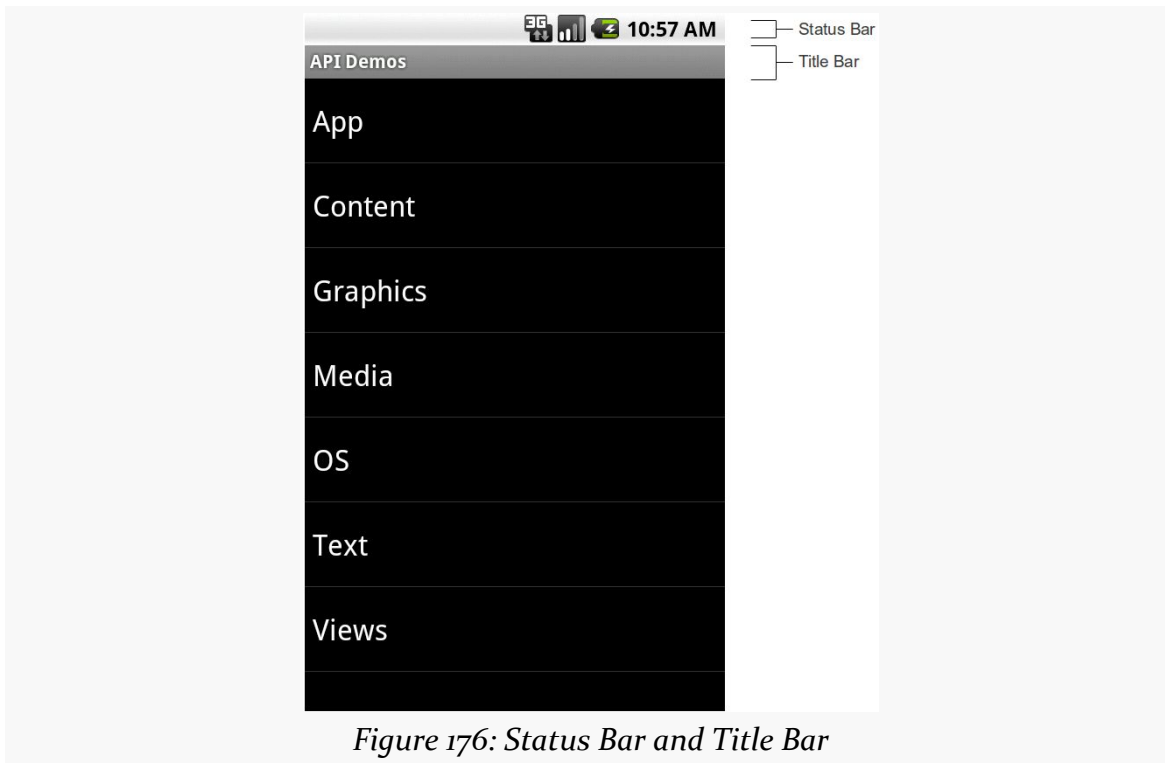 3G 10:57 AM
Status Bar
API Demos
Title Bar
App
Content
Graphics
Media
OS
Text
Views
Figure 176: Status Bar and Title Bar